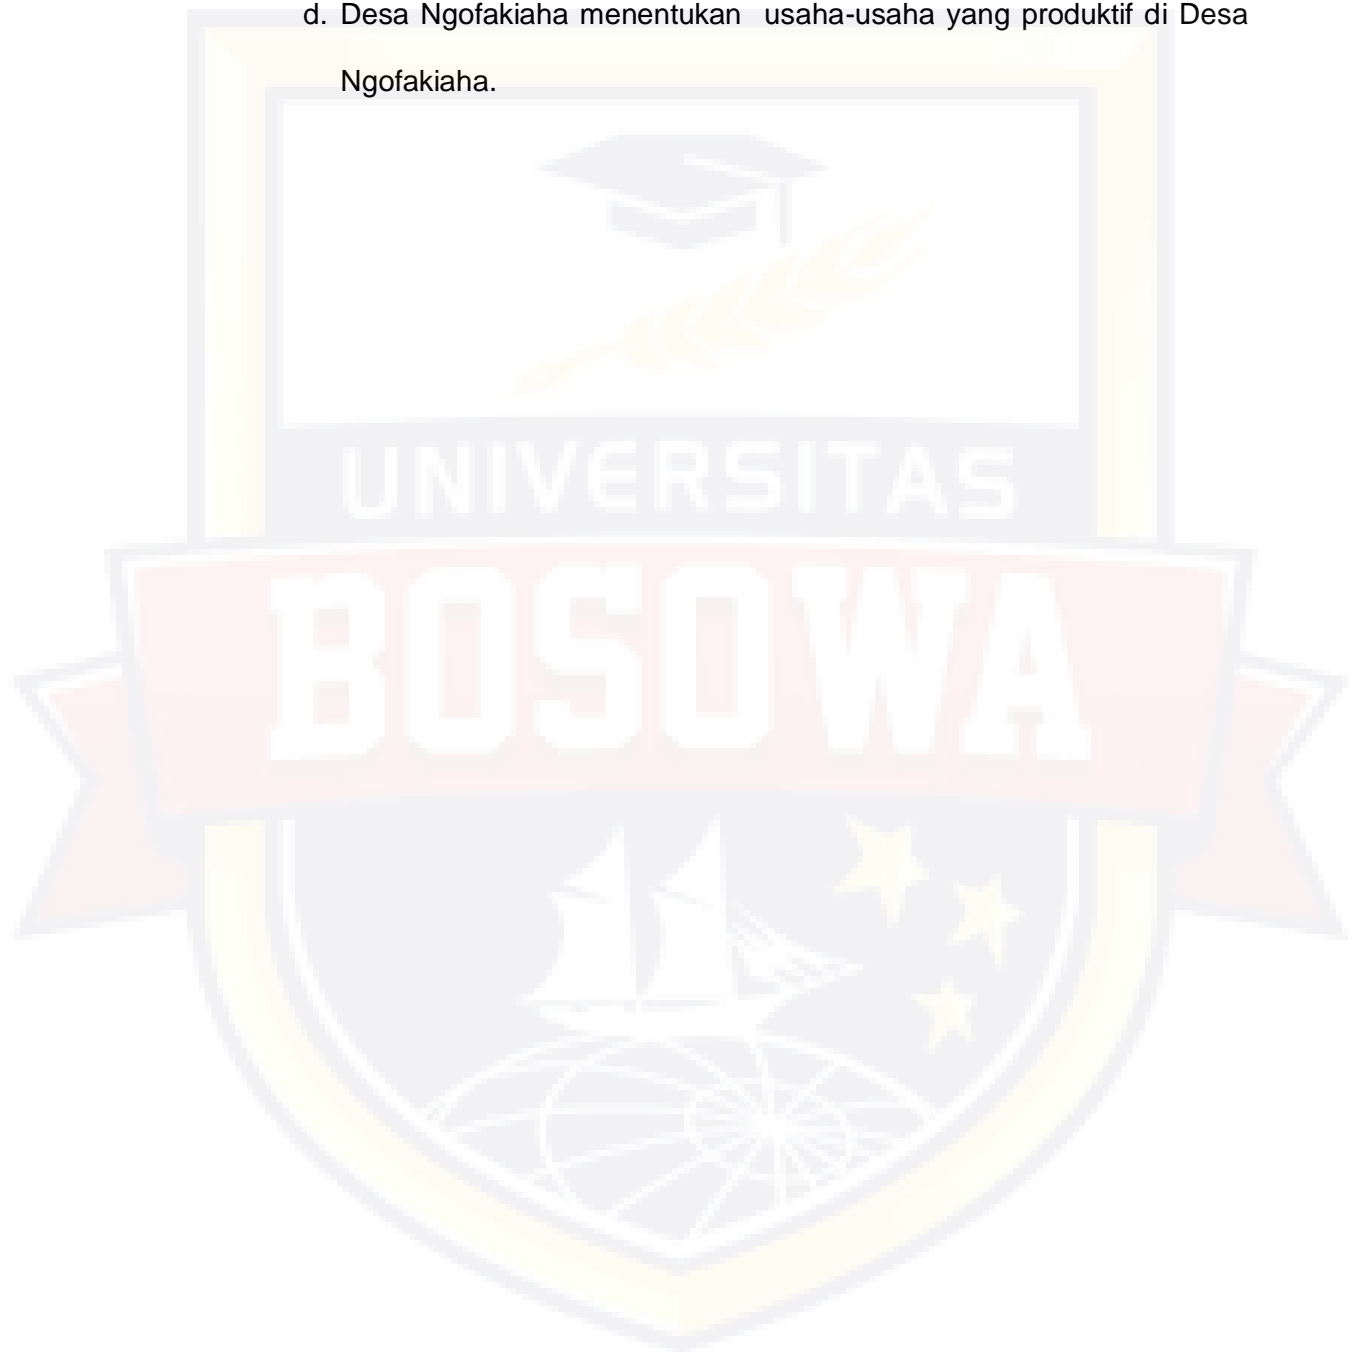 d. Desa Ngofakiaha menentukan  usaha-usaha yang produktif di Desa
Ngofakiaha.
UNIVERSITAS
BOSOWA